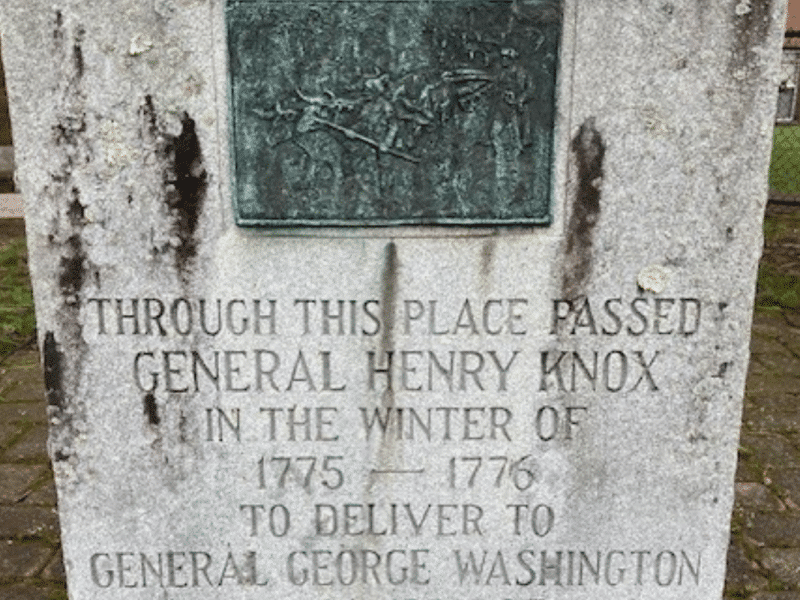 THROUGH THIS PLACE PASSED
GENERAL HENRY KNOX
IN THE WINTER OF
1775 — 1776
TO DELIVER TO
GENERAL GEORGE WASHINGTON